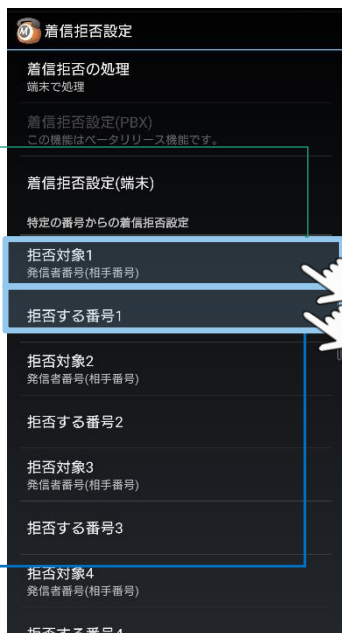 着信拒否設定
着信拒否の処理
端末で処理
着信拒否設定(PBX)
この機能はベータリリース機能です。
着信拒否設定(端末)
特定の番号からの着信拒否設定
拒否対象1
発信者番号(相手番号)
拒否する番号1
拒否対象2
発信者番号(相手番号)
拒否する番号2
拒否対象3
発信者番号(相手番号)
拒否する番号3
拒否対象4
発信者番号(相手番号)
拒否する番号4